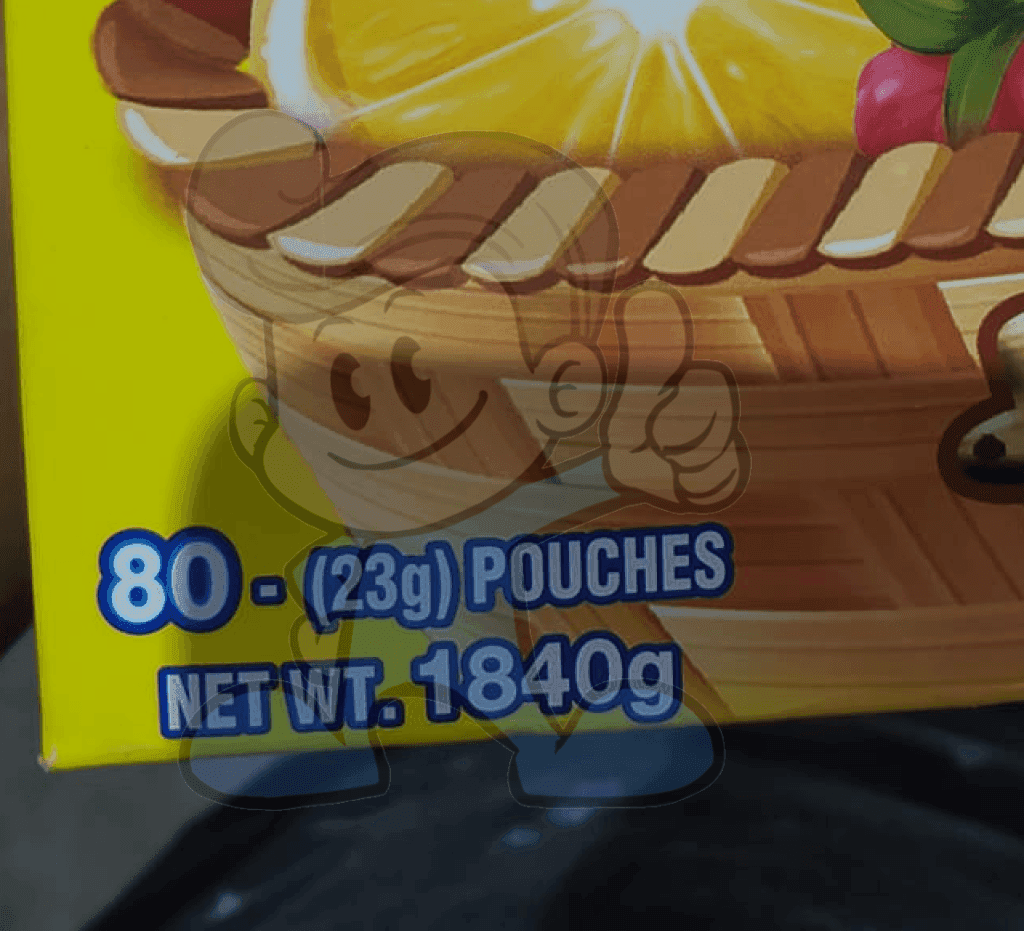 80 - (23g) POUCHES
NET WT. 1840g